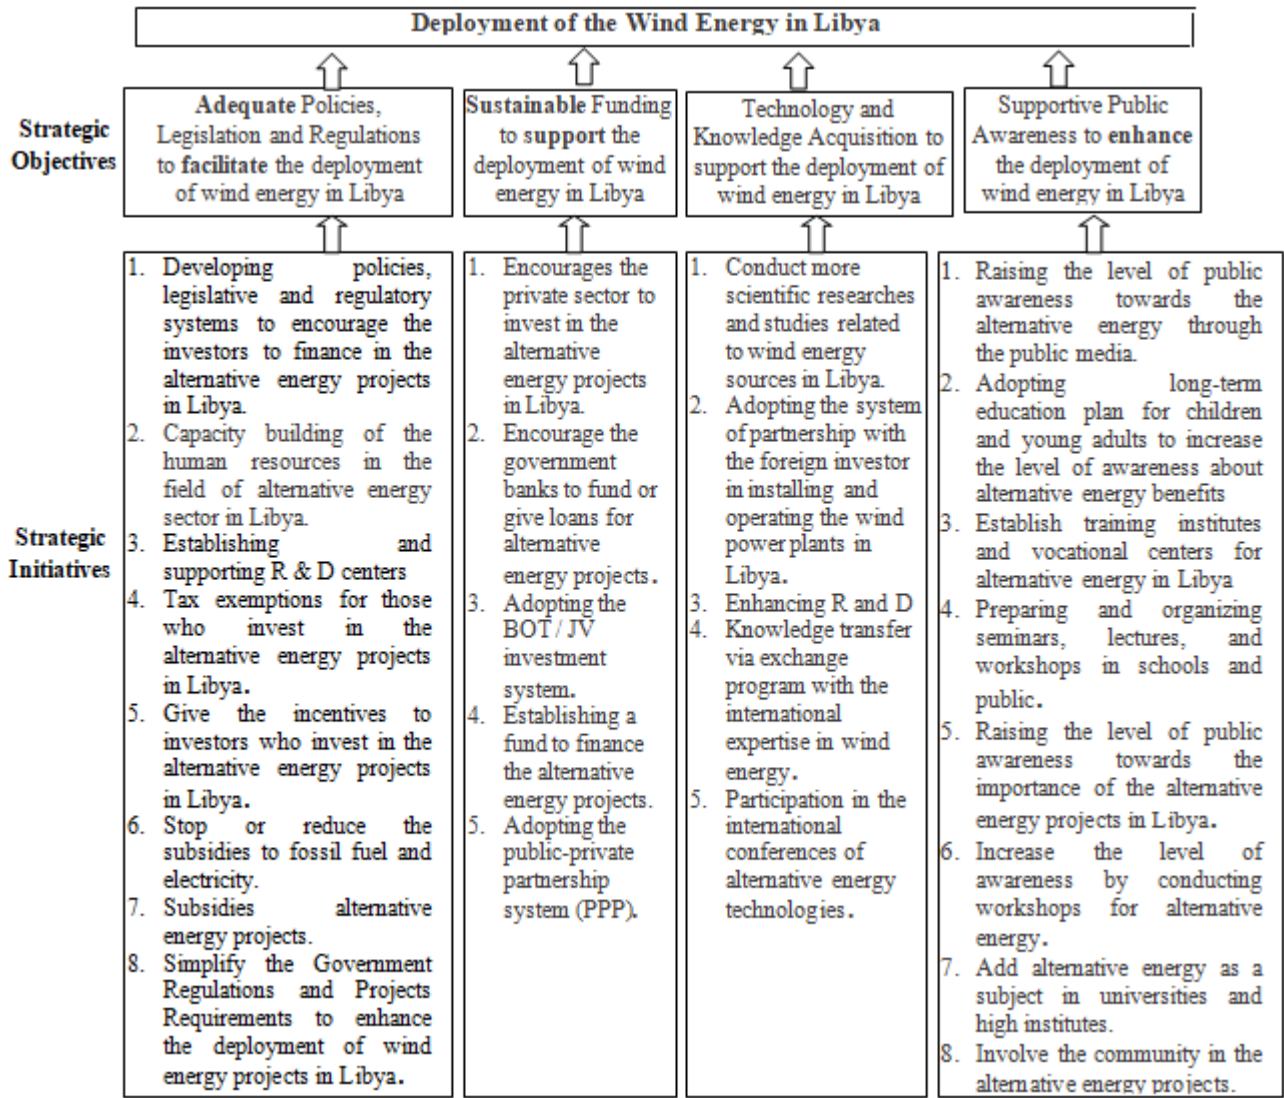 Deployment of the Wind Energy in Libya
Strategic
Objectives
Adequate Policies,
Legislation and Regulations
to facilitate the deployment
of wind energy in Libya
Sustainable Funding
to support the
deployment of wind
energy in Libya
Technology and
Knowledge Acquisition to
support the deployment of
wind energy in Libya
Supportive Public
Awareness to enhance
the deployment of
wind energy in Libya
Strategic
Initiatives
1. Developing policies,
legislative and regulatory
systems to encourage the
investors to finance in the
alternative energy projects
in Libya.
2. Capacity building of the
human resources in the
field of alternative energy
sector in Libya.
3. Establishing and
supporting R & D centers
4. Tax exemptions for those
who invest in the
alternative energy projects
in Libya.
5. Give the incentives to
investors who invest in the
alternative energy projects
in Libya.
6. Stop or reduce the
subsidies to fossil fuel and
electricity.
7. Subsidies alternative
energy projects.
8. Simplify the Government
Regulations and Projects
Requirements to enhance
the deployment of wind
energy projects in Libya.
1. Encourages the
private sector to
invest in the
alternative
energy projects
in Libya.
2. Encourage the
government
banks to fund or
give loans for
alternative
energy projects.
3. Adopting the
BOT / JV
investment
system.
4. Establishing a
fund to finance
the alternative
energy projects.
5. Adopting the
public-private
partnership
system (PPP).
1. Conduct more
scientific researches
and studies related
to wind energy
sources in Libya.
2. Adopting the system
of partnership with
the foreign investor
in installing and
operating the wind
power plants in
Libya.
3. Enhancing R and D
4. Knowledge transfer
via exchange
program with the
international
expertise in wind
energy.
5. Participation in the
international
conferences of
alternative energy
technologies.
1. Raising the level of public
awareness towards the
alternative energy through
the public media.
2. Adopting long-term
education plan for children
and young adults to increase
the level of awareness about
alternative energy benefits
3. Establish training institutes
and vocational centers for
alternative energy in Libya
4. Preparing and organizing
seminars, lectures, and
workshops in schools and
public.
5. Raising the level of public
awareness towards the
importance of the alternative
energy projects in Libya.
6. Increase the level of
awareness by conducting
workshops for alternative
energy.
7. Add alternative energy as a
subject in universities and
high institutes.
8. Involve the community in the
alternative energy projects.